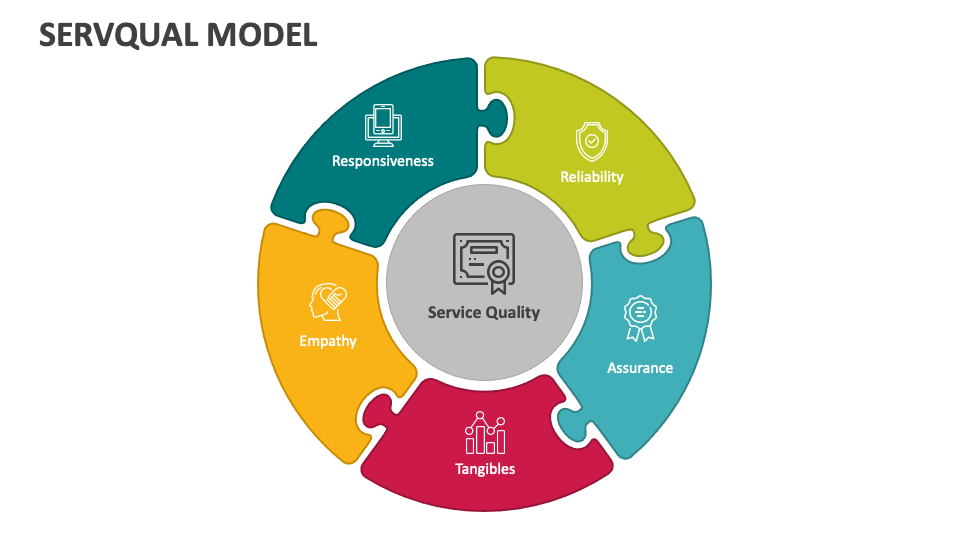 SERVQUAL MODEL
Responsiveness
Reliability
Service Quality
Empathy
Assurance
Tangibles